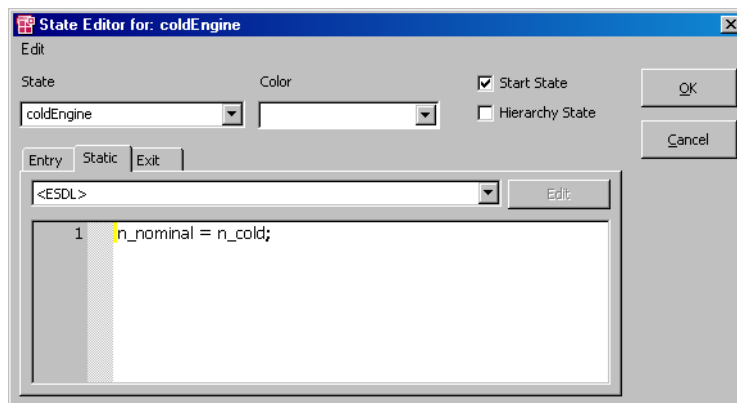 State Editor for: coldEngine
Edit
State
Color
Start State
OK
coldEngine
Hierarchy State
Cancel
Entry
Static
Exit
<ESDL>
Edit
1 n_nominal = n_cold;